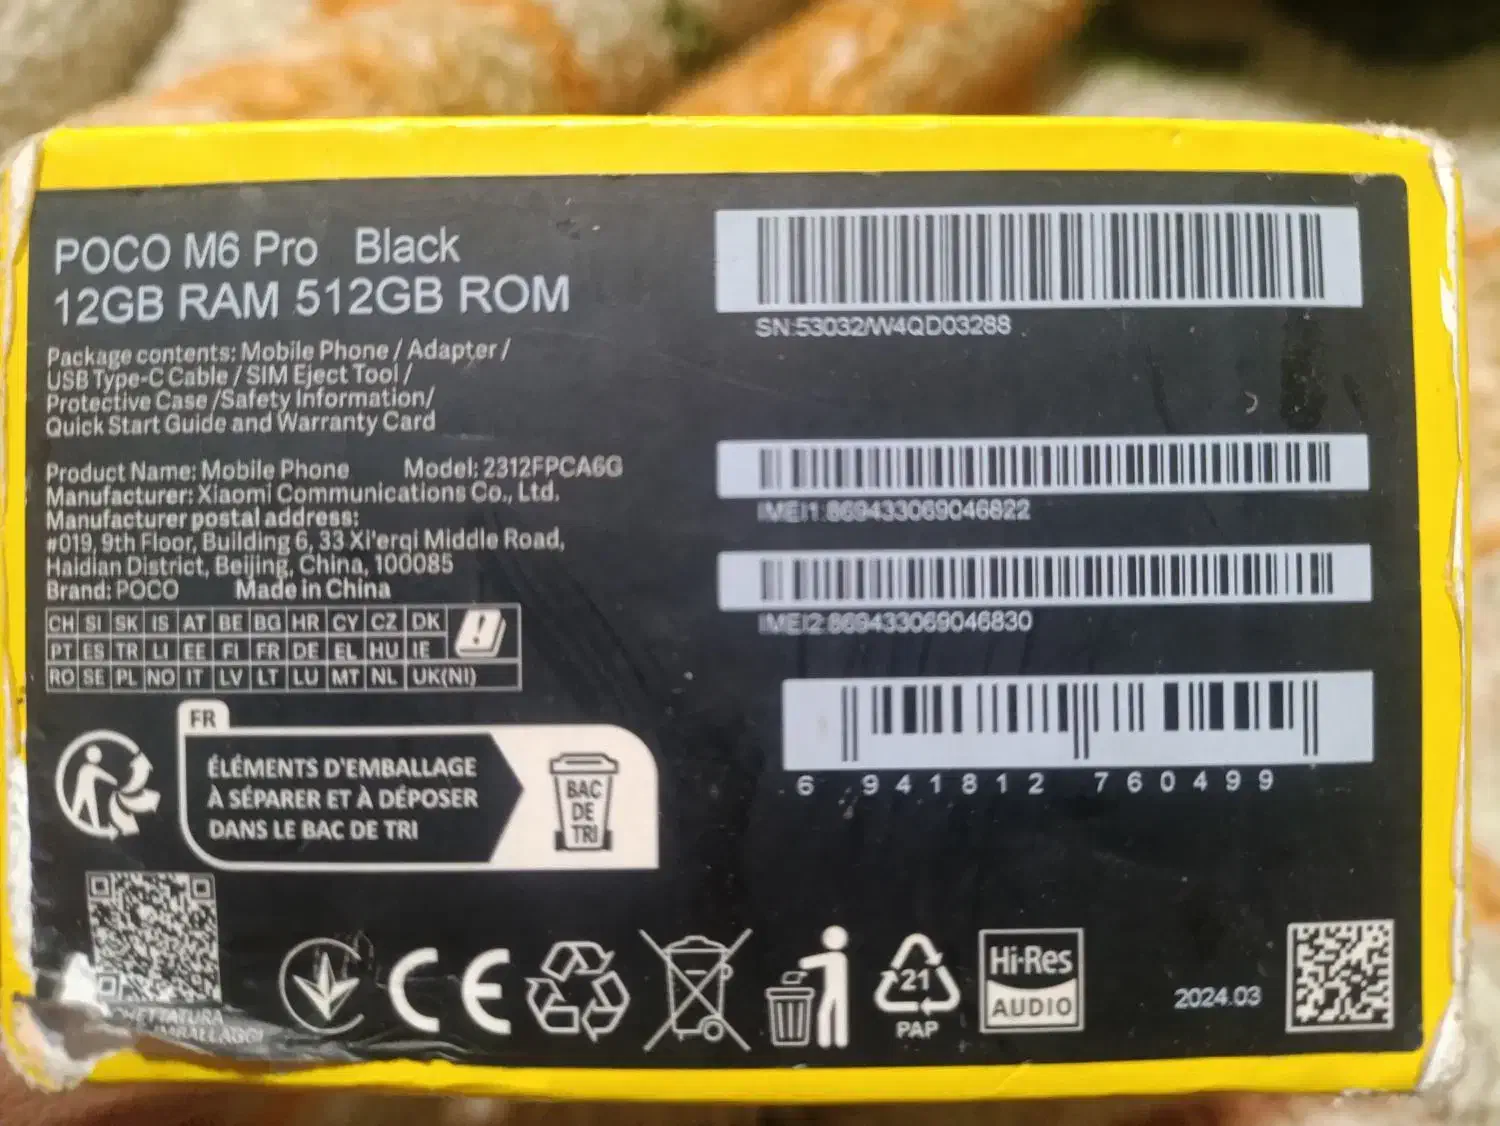 POCO M6 Pro Black
12GB RAM 512GB ROM
Package contents: Mobile Phone / Adapter /
USB Type-C Cable / SIM Eject Tool /
Protective Case /Safety Information/
Quick Start Guide and Warranty Card
Product Name: Mobile Phone Model: 2312FPCA6G
Manufacturer: Xiaomi Communications Co., Ltd.
Manufacturer postal address:
#019, 9th Floor, Building 6, 33 Xi'erqi Middle Road,
Haidian District, Beijing, China, 100085
Brand: POCO Made in China
CH SI SK IS AT BE BG HR CY CZ DK
PT ES TR LI EE FI FR DE EL HU IE
RO SE PL NO IT LV LT LU MT NL UK(NI)
FR
ÉLÉMENTS D'EMBALLAGE
À SÉPARER ET À DÉPOSER
DANS LE BAC DE TRI
BAC
DE
TRI
SN:53032/W4QD03288
IMEI1:869433069046822
IMEI2:869433069046830
6 941812 760499
CE
21
PAP
Hi-Res
AUDIO
2024.03